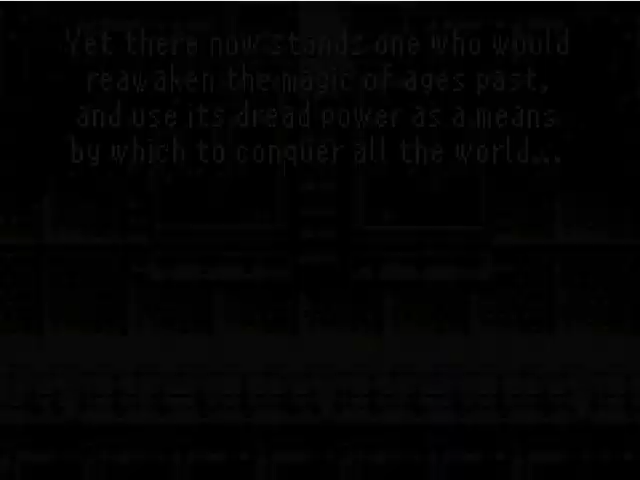 Yet there now stands one who would
reawaken the magic of ages past,
and use its dread power as a means
by which to conquer all the world...